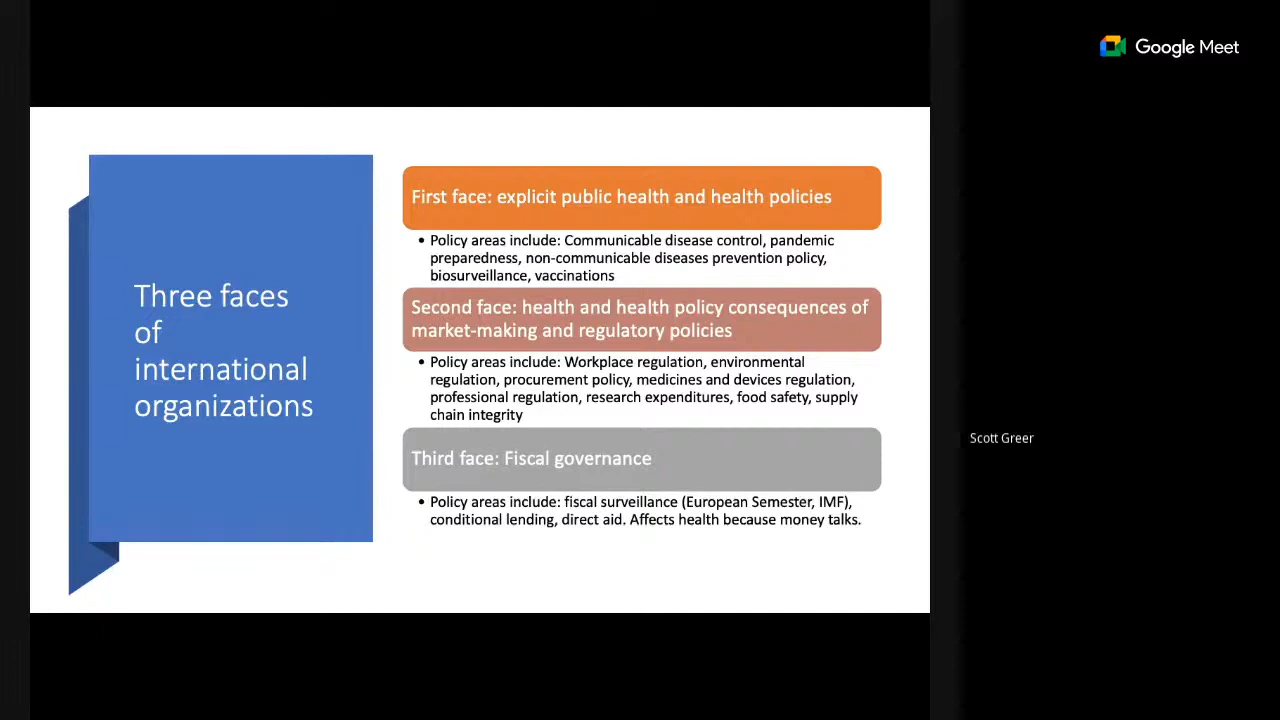 Google Meet
Three faces
of
international
organizations
First face: explicit public health and health policies
• Policy areas include: Communicable disease control, pandemic
preparedness, non-communicable diseases prevention policy,
biosurveillance, vaccinations
Second face: health and health policy consequences of
market-making and regulatory policies
• Policy areas include: Workplace regulation, environmental
regulation, procurement policy, medicines and devices regulation,
professional regulation, research expenditures, food safety, supply
chain integrity
Third face: Fiscal governance
• Policy areas include: fiscal surveillance (European Semester, IMF),
conditional lending, direct aid. Affects health because money talks.
Scott Greer